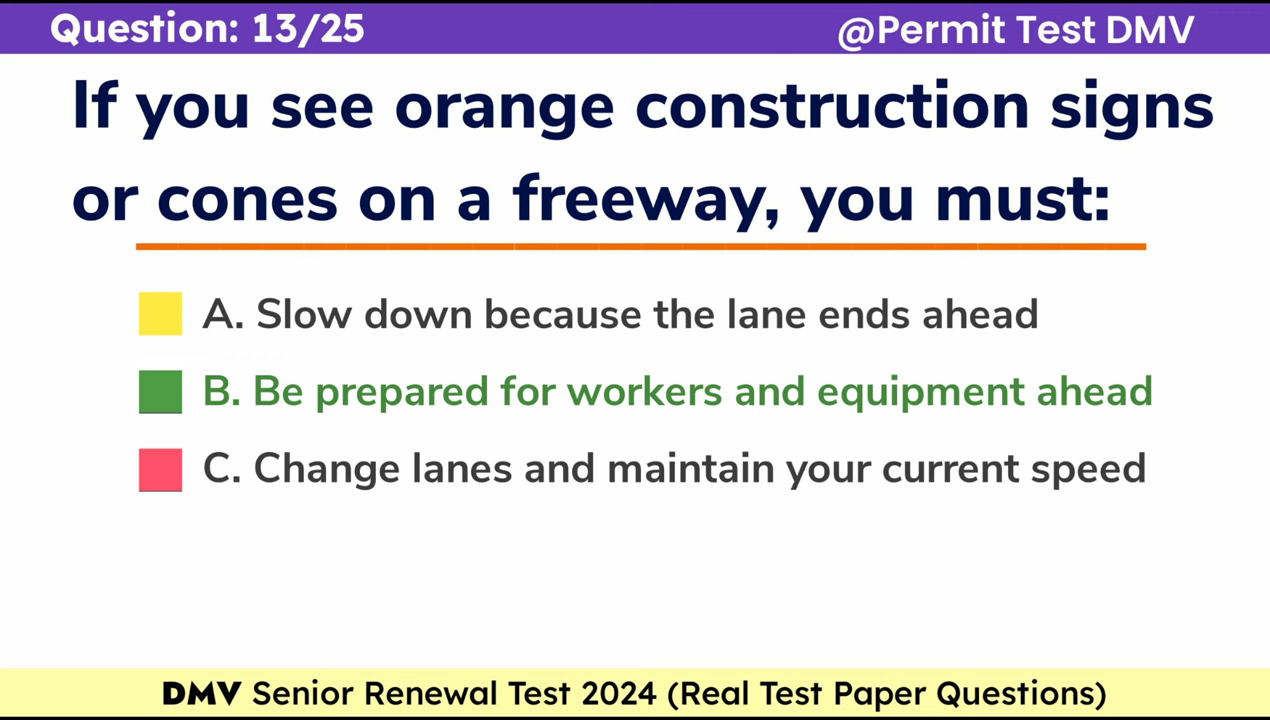 Question: 13/25
@Permit Test DMV
If you see orange construction signs
or cones on a freeway, you must:
A. Slow down because the lane ends ahead
B. Be prepared for workers and equipment ahead
C. Change lanes and maintain your current speed
DMV Senior Renewal Test 2024 (Real Test Paper Questions)